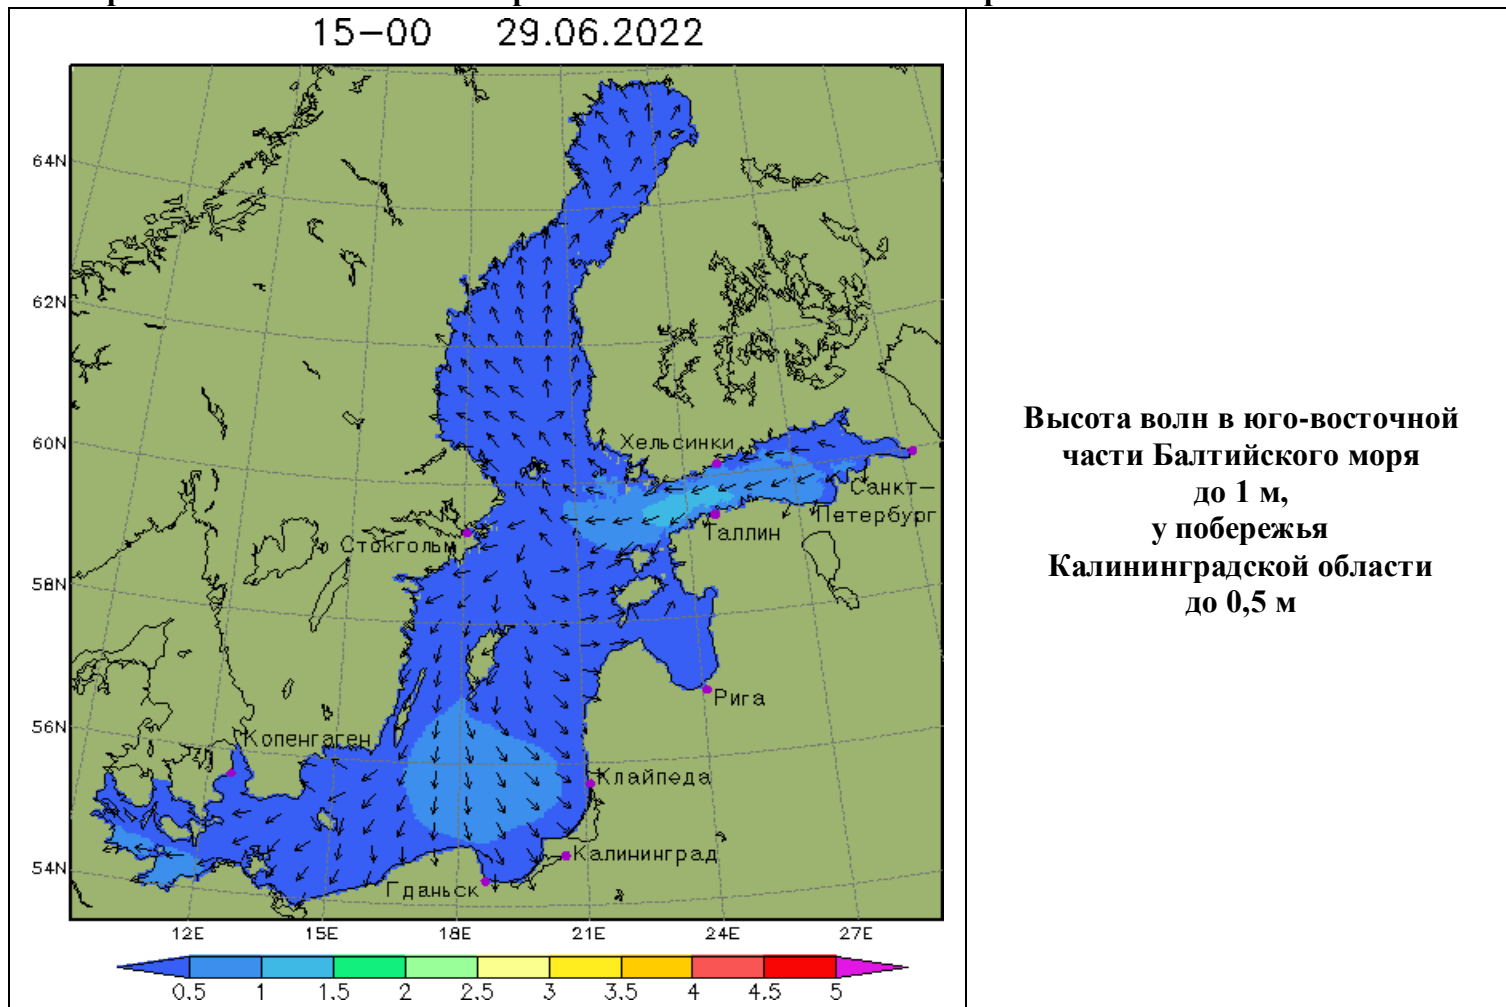 15-00 29.06.2022
64N
62N
60N
58N
56N
54N
Хельсинки
Санкт-
Петербург
Таллин
Стокгольм
Рига
Копенгаген
Клайпеда
Калининград
Гданьск
12E 15E 18E 21E 24E 27E
0.5 1 1.5 2 2.5 3 3.5 4 4.5 5
Высота волн в юго-восточной
части Балтийского моря
до 1 м,
у побережья
Калининградской области
до 0,5 м